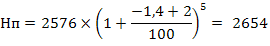 Нп = 2576 × (1 + (−1,4 + 2)/100)⁵ = 2654